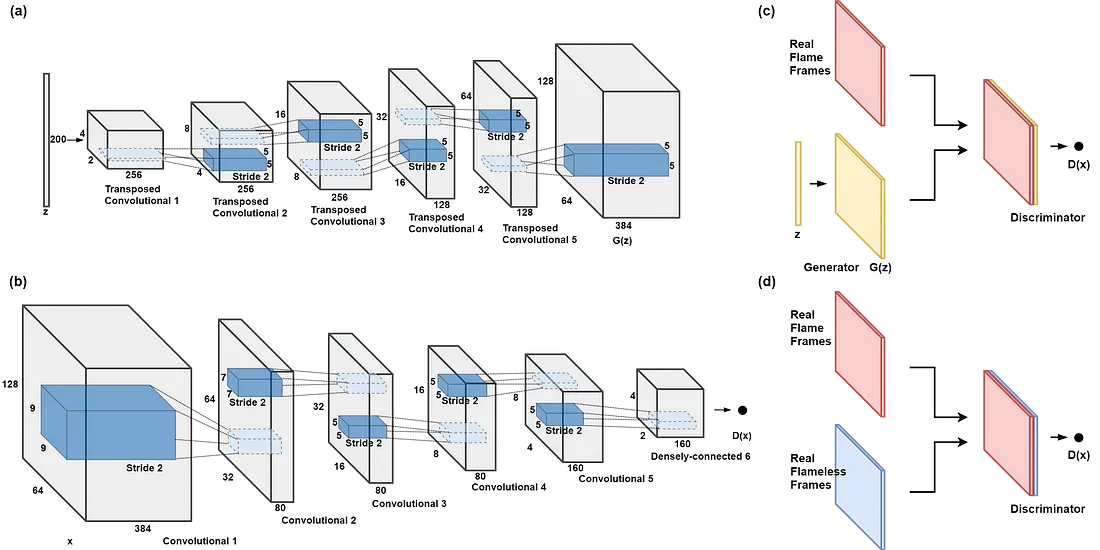 (a)
z
200
4
2
256
Transposed
Convolutional 1
8
4
5
5
Stride 2
256
Transposed
Convolutional 2
16
8
5
5
Stride 2
256
Transposed
Convolutional 3
32
16
5
5
Stride 2
128
Transposed
Convolutional 4
64
32
5
5
Stride 2
128
Transposed
Convolutional 5
128
64
5
5
Stride 2
384
G(z)
(b)
128
64
9
9
Stride 2
384
x
Convolutional 1
64
32
7
7
Stride 2
80
Convolutional 2
32
16
5
5
Stride 2
80
Convolutional 3
16
8
5
5
Stride 2
80
Convolutional 4
8
4
5
5
Stride 2
160
Convolutional 5
4
2
160
Densely-connected 6
D(x)
(c)
Real
Flame
Frames
z
Generator G(z)
Discriminator
D(x)
(d)
Real
Flame
Frames
Real
Flameless
Frames
Discriminator
D(x)